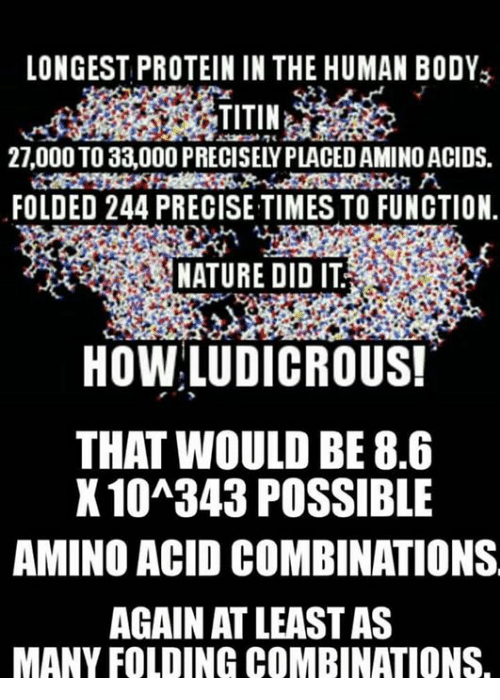 LONGEST PROTEIN IN THE HUMAN BODY
TITIN
27,000 TO 33,000 PRECISELY PLACED AMINO ACIDS.
FOLDED 244 PRECISE TIMES TO FUNCTION
NATURE DID IT.
HOW LUDICROUS!
THAT WOULD BE 8.6
X 10^343 POSSIBLE
AMINO ACID COMBINATIONS.
AGAIN AT LEAST AS
MANY FOLDING COMBINATIONS.